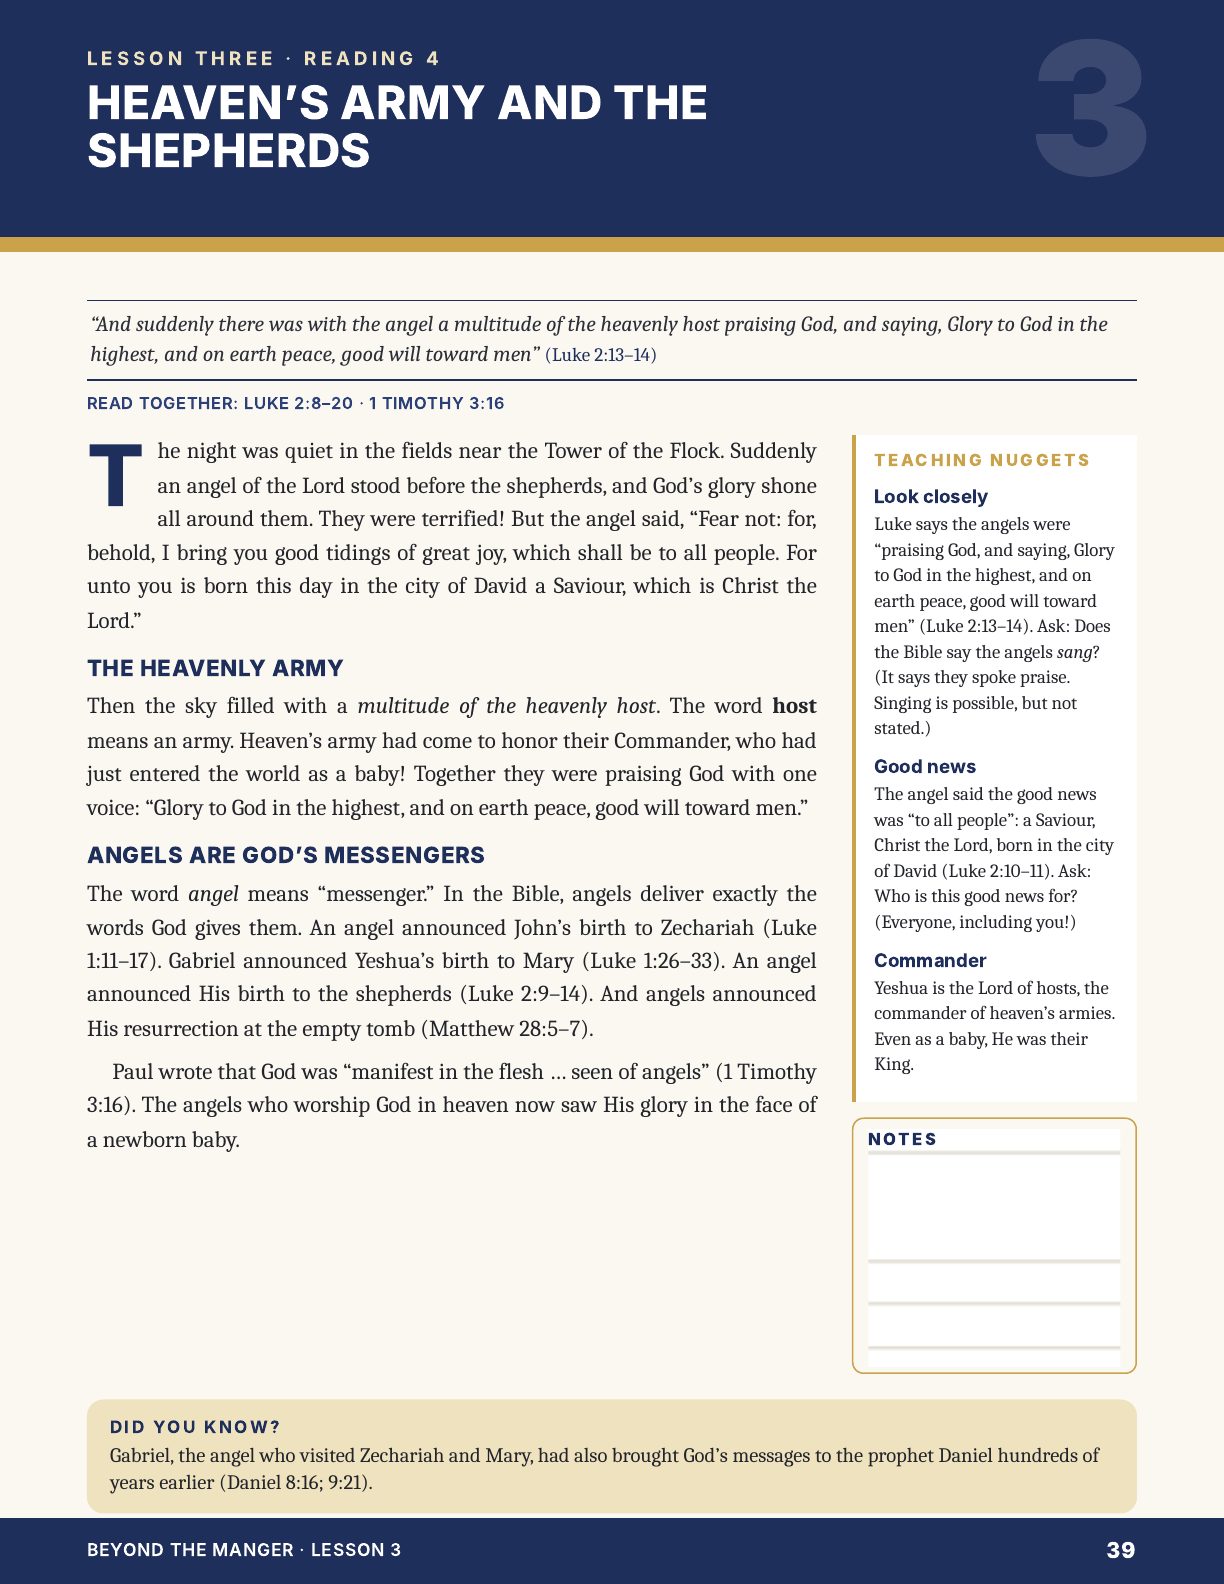 LESSON THREE · READING 4
3
HEAVEN’S ARMY AND THE
SHEPHERDS
“And suddenly there was with the angel a multitude of the heavenly host praising God, and saying, Glory to God in the
highest, and on earth peace, good will toward men” (Luke 2:13–14)
READ TOGETHER: LUKE 2:8–20 · 1 TIMOTHY 3:16
The night was quiet in the fields near the Tower of the Flock. Suddenly
an angel of the Lord stood before the shepherds, and God’s glory shone
all around them. They were terrified! But the angel said, “Fear not: for,
behold, I bring you good tidings of great joy, which shall be to all people. For
unto you is born this day in the city of David a Saviour, which is Christ the
Lord.”
THE HEAVENLY ARMY
Then the sky filled with a multitude of the heavenly host. The word host
means an army. Heaven’s army had come to honor their Commander, who had
just entered the world as a baby! Together they were praising God with one
voice: “Glory to God in the highest, and on earth peace, good will toward men.”
ANGELS ARE GOD’S MESSENGERS
The word angel means “messenger.” In the Bible, angels deliver exactly the
words God gives them. An angel announced John’s birth to Zechariah (Luke
1:11–17). Gabriel announced Yeshua’s birth to Mary (Luke 1:26–33). An angel
announced His birth to the shepherds (Luke 2:9–14). And angels announced
His resurrection at the empty tomb (Matthew 28:5–7).
Paul wrote that God was “manifest in the flesh … seen of angels” (1 Timothy
3:16). The angels who worship God in heaven now saw His glory in the face of
a newborn baby.
TEACHING NUGGETS
Look closely
Luke says the angels were
“praising God, and saying, Glory
to God in the highest, and on
earth peace, good will toward
men” (Luke 2:13–14). Ask: Does
the Bible say the angels sang?
(It says they spoke praise.
Singing is possible, but not
stated.)
Good news
The angel said the good news
was “to all people”: a Saviour,
Christ the Lord, born in the city
of David (Luke 2:10–11). Ask:
Who is this good news for?
(Everyone, including you!)
Commander
Yeshua is the Lord of hosts, the
commander of heaven’s armies.
Even as a baby, He was their
King.
NOTES
DID YOU KNOW?
Gabriel, the angel who visited Zechariah and Mary, had also brought God’s messages to the prophet Daniel hundreds of
years earlier (Daniel 8:16; 9:21).
BEYOND THE MANGER · LESSON 3
39